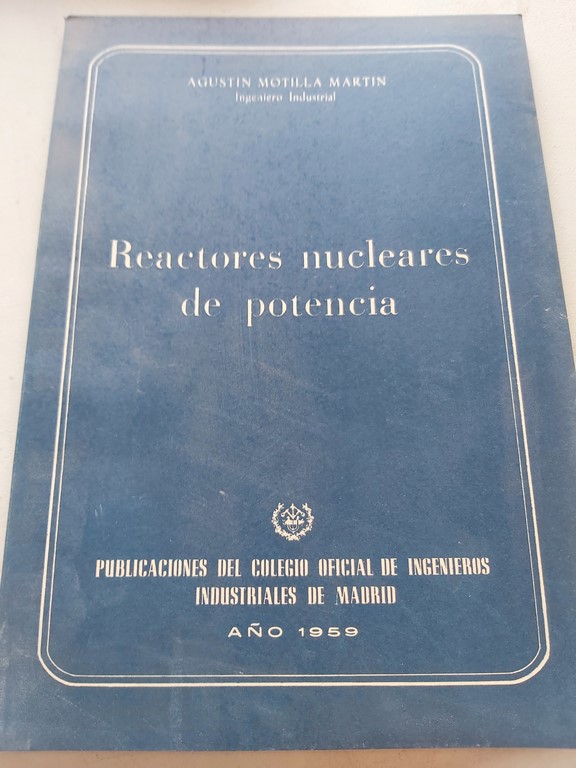 AGUSTIN MOTILLA MARTIN
Ingeniero Industrial
Reactores nucleares
de potencia
PUBLICACIONES DEL COLEGIO OFICIAL DE INGENIEROS
INDUSTRIALES DE MADRID
AÑO 1959